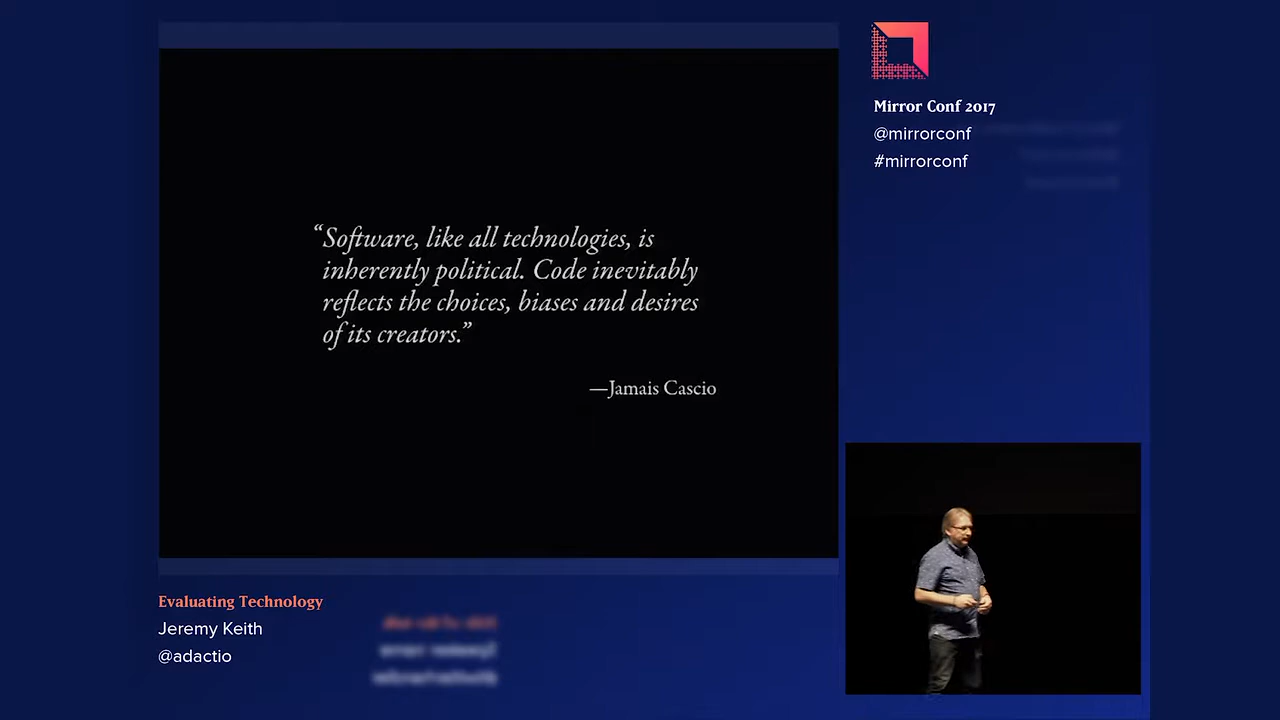 “Software, like all technologies, is
inherently political. Code inevitably
reflects the choices, biases and desires
of its creators.”
—Jamais Cascio
Mirror Conf 2017
@mirrorconf
#mirrorconf
Evaluating Technology
Jeremy Keith
@adactio